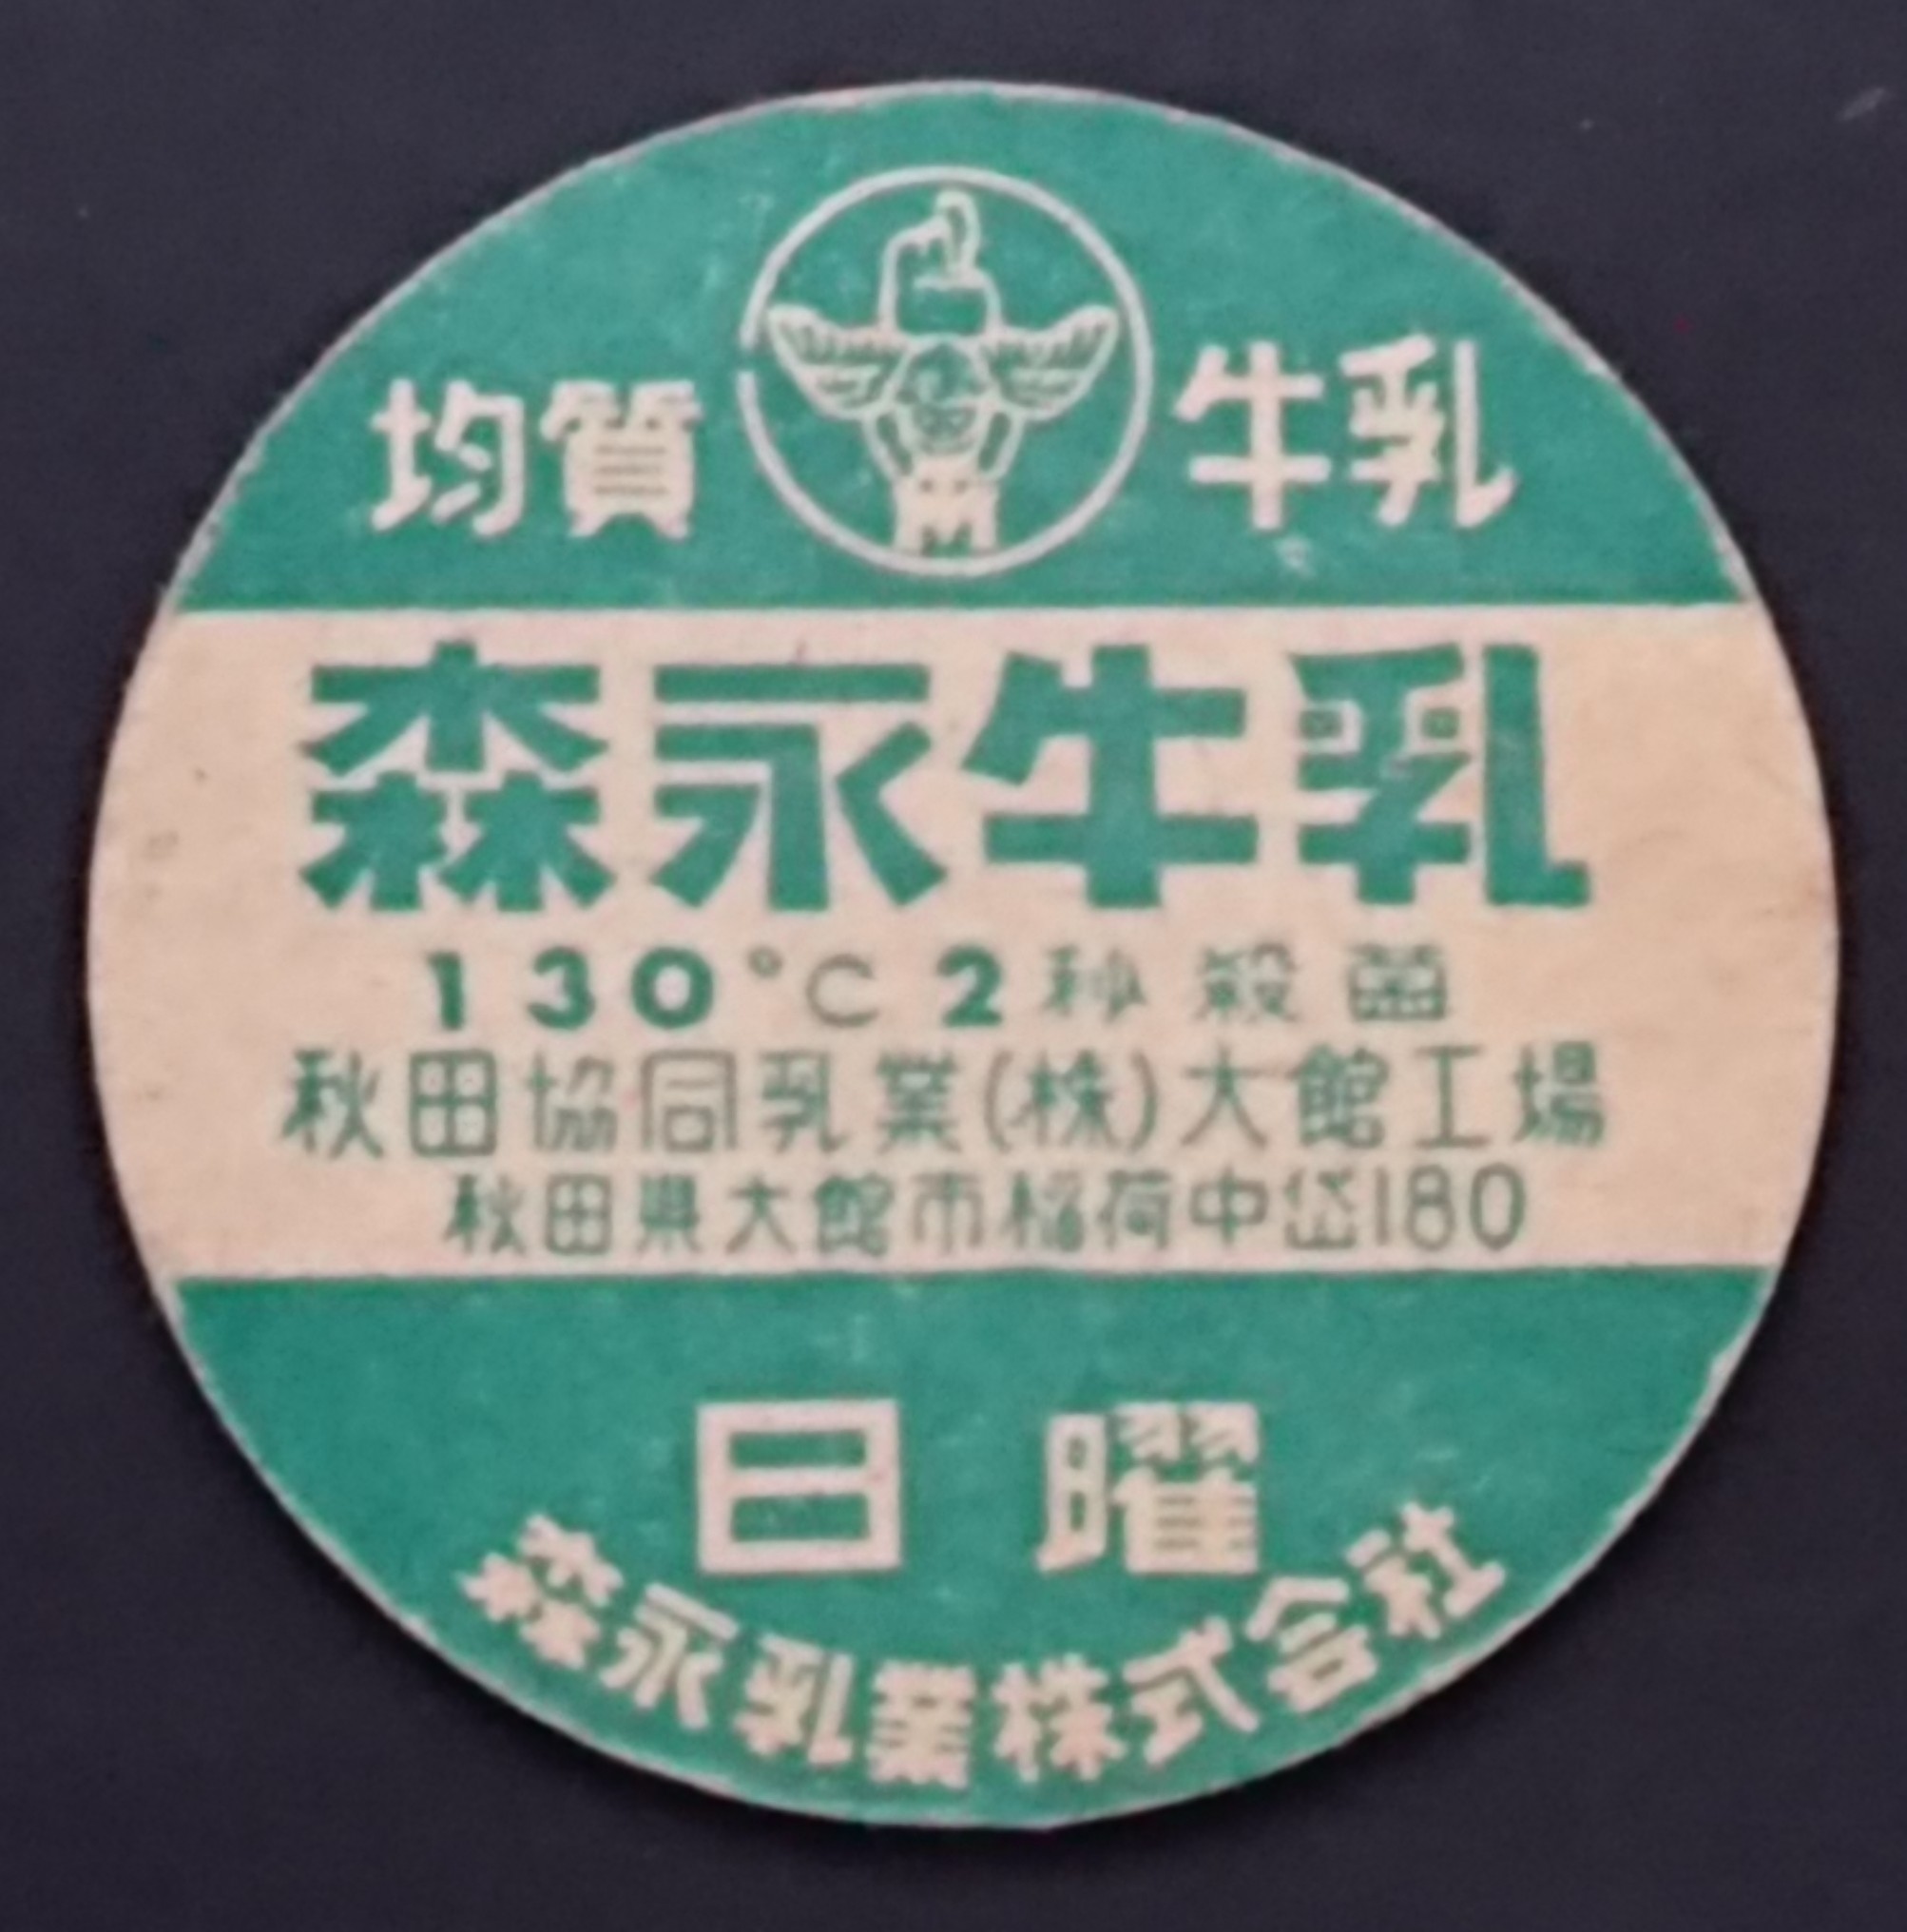 均質 牛乳
森永牛乳
130°C 2秒殺菌
秋田協同乳業(株)大館工場
秋田県大館市稲荷中岱180
日曜
森永乳業株式会社